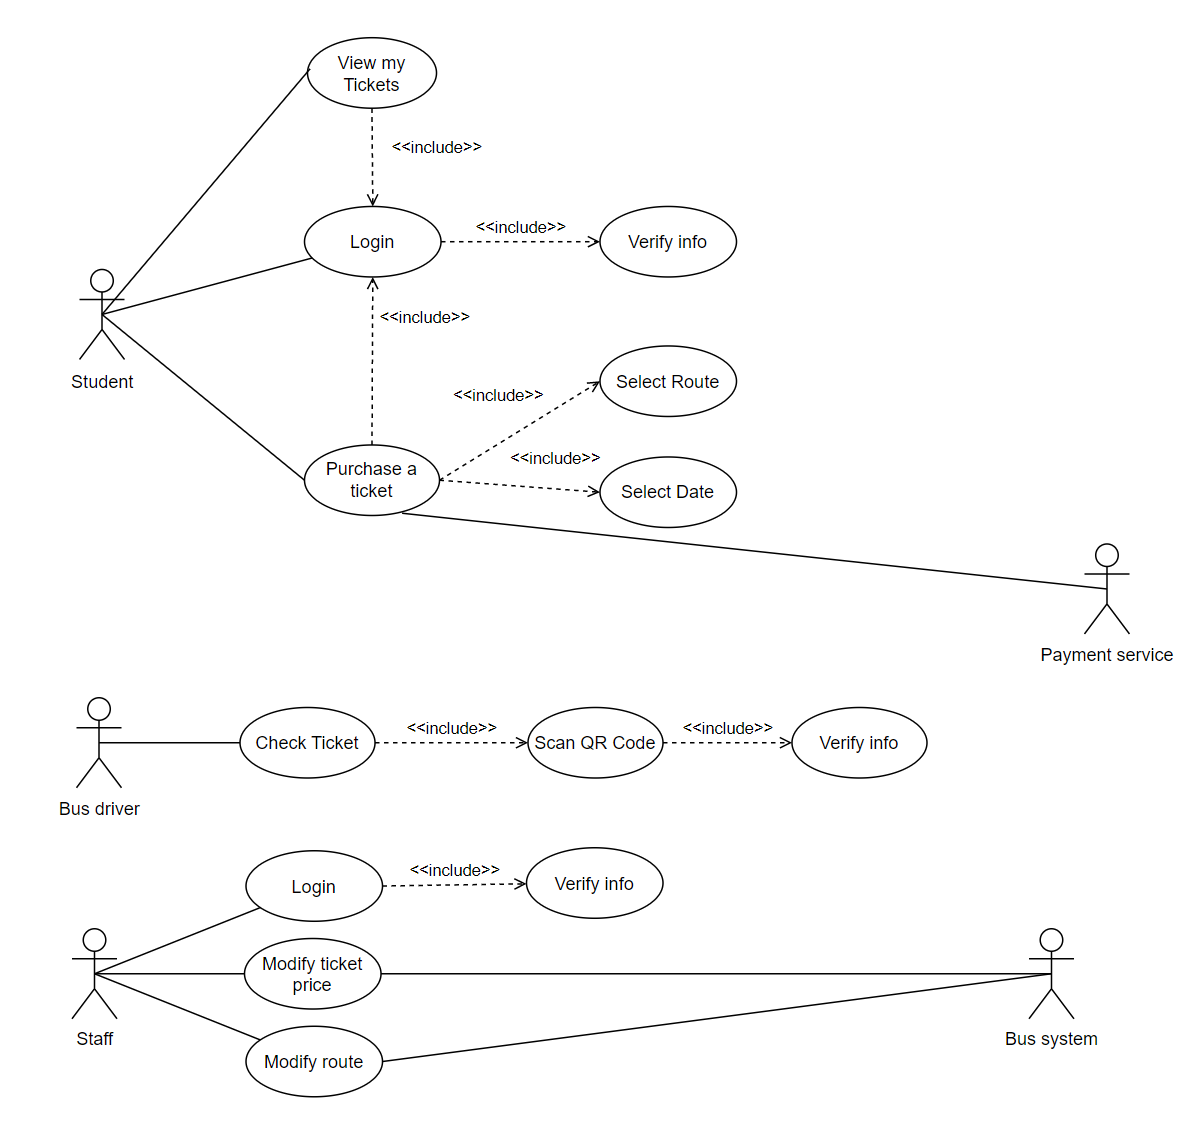 View my
Tickets
<<include>>
Login
<<include>>
Verify info
<<include>>
Student
Select Route
<<include>>
<<include>>
Purchase a
ticket
Select Date
Payment service
Check Ticket
<<include>>
Scan QR Code
<<include>>
Verify info
Bus driver
Login
<<include>>
Verify info
Modify ticket
price
Staff
Bus system
Modify route